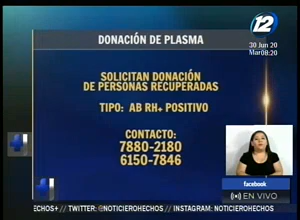 12
DONACIÓN DE PLASMA
30 Jun 20
Mar 08:20
SOLICITAN DONACIÓN
DE PERSONAS RECUPERADAS
TIPO: AB RH+ POSITIVO
CONTACTO:
7880-2180
6150-7846
facebook
EN VIVO
HECHOS+ // TWITTER: @NOTICIEROHECHOS // INSTAGRAM: NOTICIEROHECHOS